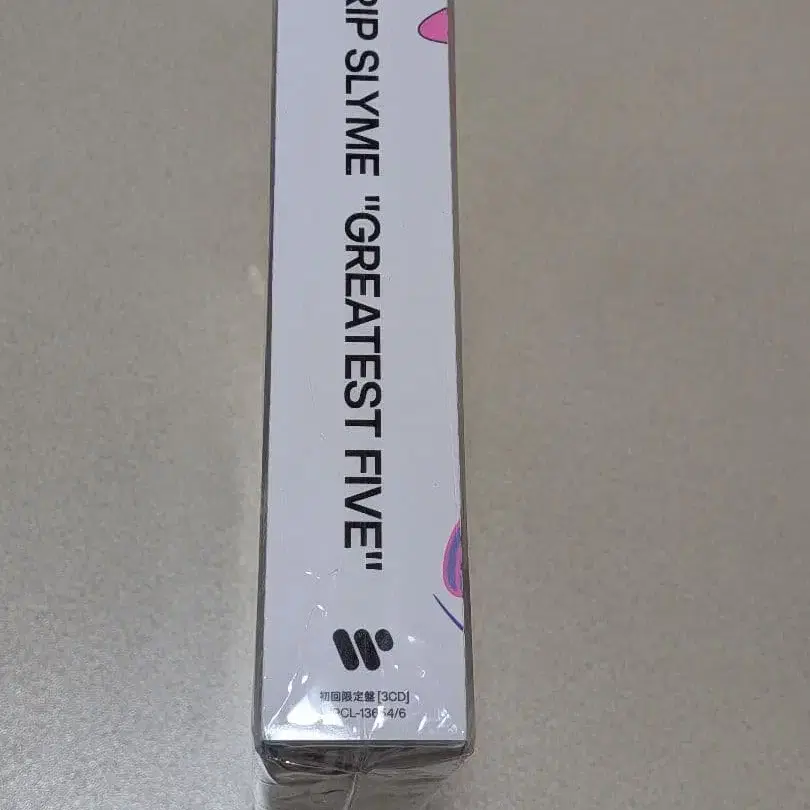 RIP SLYME "GREATEST FIVE"
初回限定盤[3CD]